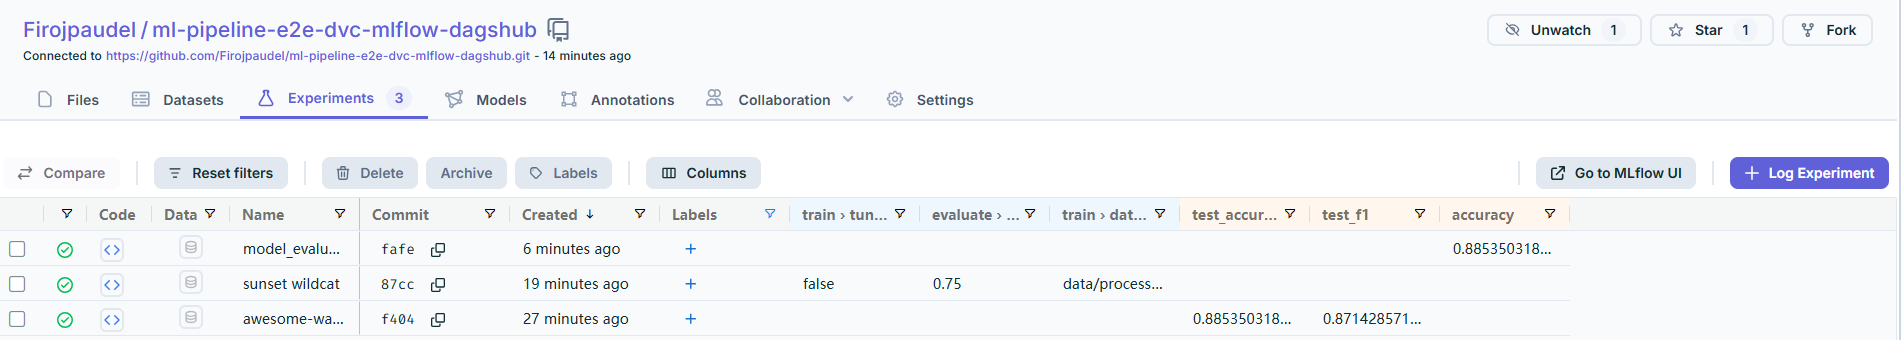 Firojpaudel / ml-pipeline-e2e-dvc-mlflow-dagshub
Unwatch 1 Star 1 Fork
Connected to https://github.com/Firojpaudel/ml-pipeline-e2e-dvc-mlflow-dagshub.git - 14 minutes ago
Files Datasets Experiments 3 Models Annotations Collaboration Settings
Compare Reset filters Delete Archive Labels Columns Go to MLflow UI + Log Experiment
Code Data Name Commit Created ↓ Labels train › tun... evaluate › ... train › dat... test_accur... test_f1 accuracy
model_evalu... fafe 6 minutes ago + 0.885350318...
sunset wildcat 87cc 19 minutes ago + false 0.75 data/process...
awesome-wa... f404 27 minutes ago + 0.885350318... 0.871428571...